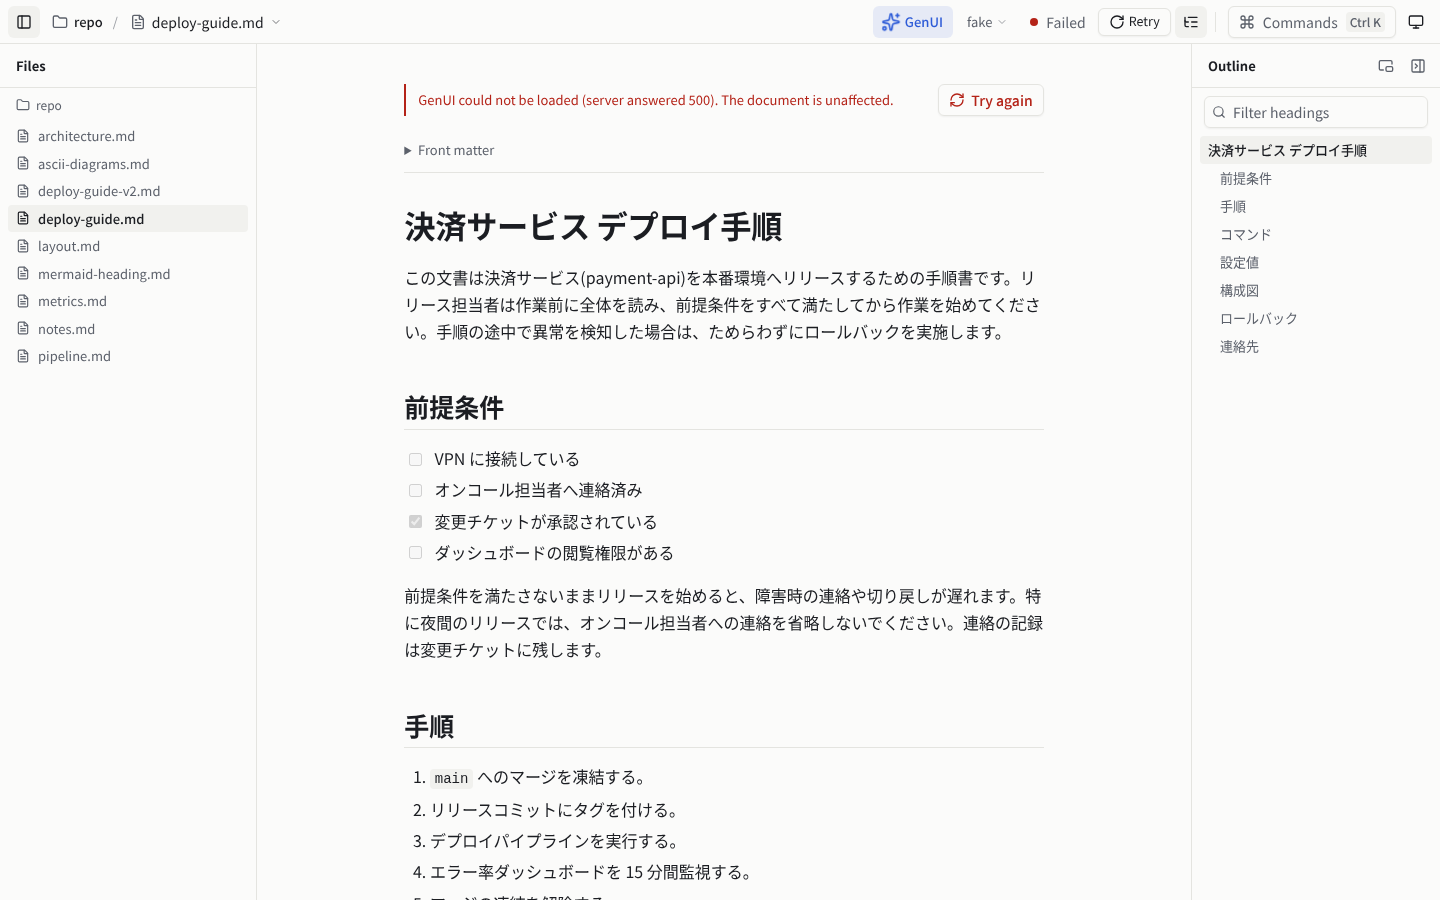 repo / deploy-guide.md
GenUI
fake
Failed
Retry
Commands Ctrl K
Files
repo
architecture.md
ascii-diagrams.md
deploy-guide-v2.md
deploy-guide.md
layout.md
mermaid-heading.md
metrics.md
notes.md
pipeline.md
GenUI could not be loaded (server answered 500). The document is unaffected.
Try again
Front matter
決済サービス デプロイ手順
この文書は決済サービス(payment-api)を本番環境へリリースするための手順書です。リ
リース担当者は作業前に全体を読み、前提条件をすべて満たしてから作業を始めてくださ
い。手順の途中で異常を検知した場合は、ためらわずにロールバックを実施します。
前提条件
VPN に接続している
オンコール担当者へ連絡済み
変更チケットが承認されている
ダッシュボードの閲覧権限がある
前提条件を満たさないままリリースを始めると、障害時の連絡や切り戻しが遅れます。特
に夜間のリリースでは、オンコール担当者への連絡を省略しないでください。連絡の記録
は変更チケットに残します。
手順
1. main へのマージを凍結する。
2. リリースコミットにタグを付ける。
3. デプロイパイプラインを実行する。
4. エラー率ダッシュボードを 15 分間監視する。
Outline
Filter headings
決済サービス デプロイ手順
前提条件
手順
コマンド
設定値
構成図
ロールバック
連絡先